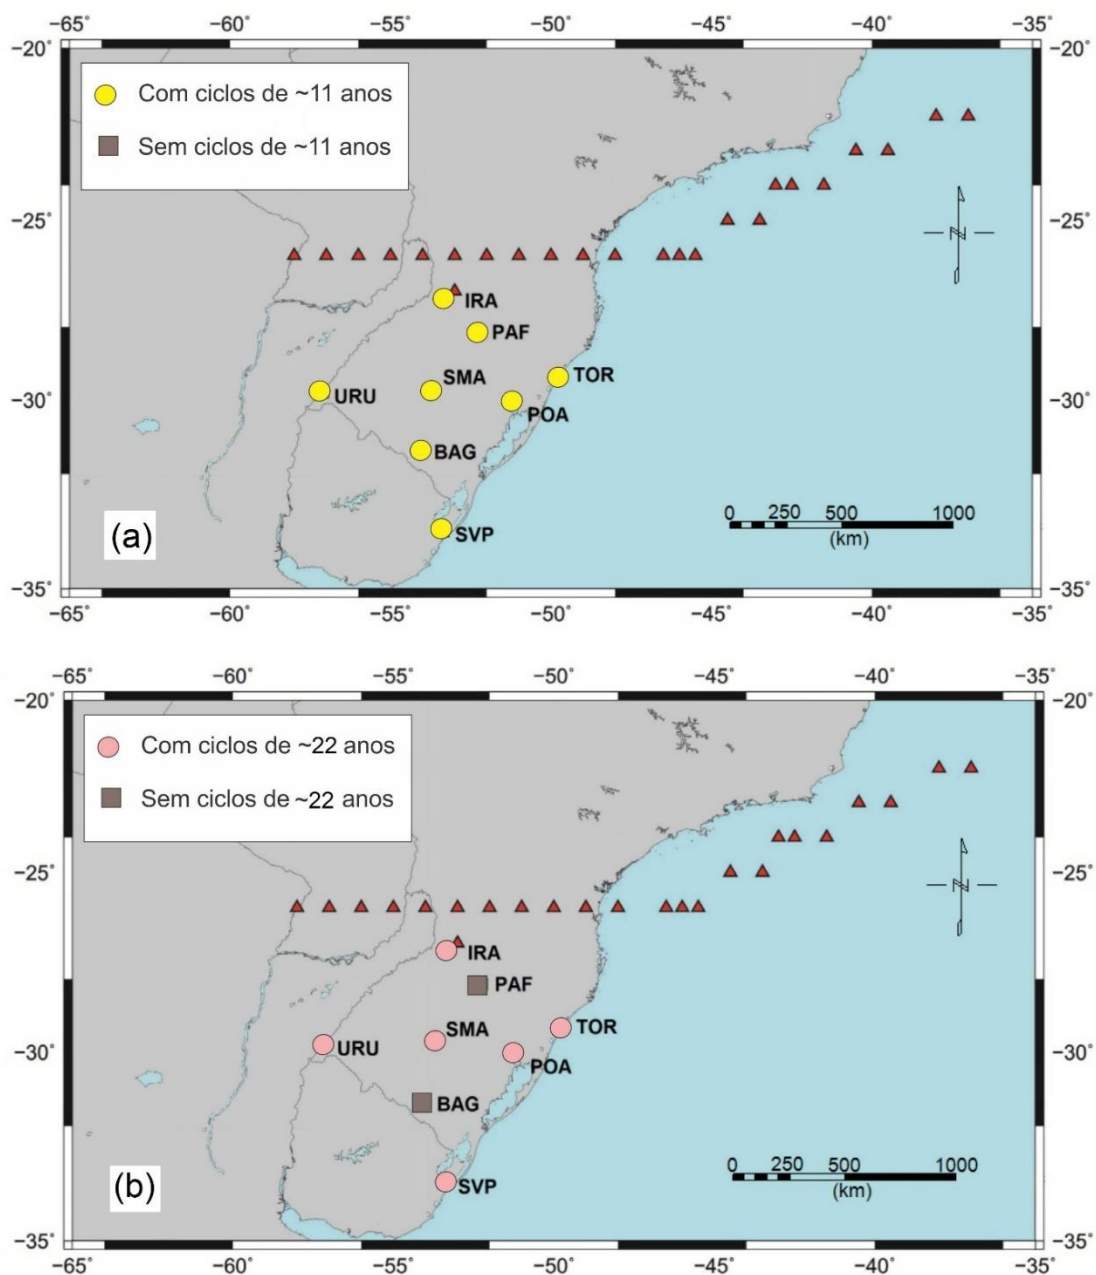 −65° −60° −55° −50° −45° −40° −35°
−20° −20°
Com ciclos de ~11 anos
Sem ciclos de ~11 anos
−25° −25°
N
IRA
PAF
SMA
TOR
URU
−30° −30°
POA
BAG
0 250 500 1000
(km)
SVP
(a)
−35° −35°
−65° −60° −55° −50° −45° −40° −35°
−65° −60° −55° −50° −45° −40° −35°
−20° −20°
Com ciclos de ~22 anos
Sem ciclos de ~22 anos
−25° −25°
N
IRA
PAF
SMA
TOR
URU
−30° −30°
POA
BAG
0 250 500 1000
(km)
SVP
(b)
−35° −35°
−65° −60° −55° −50° −45° −40° −35°